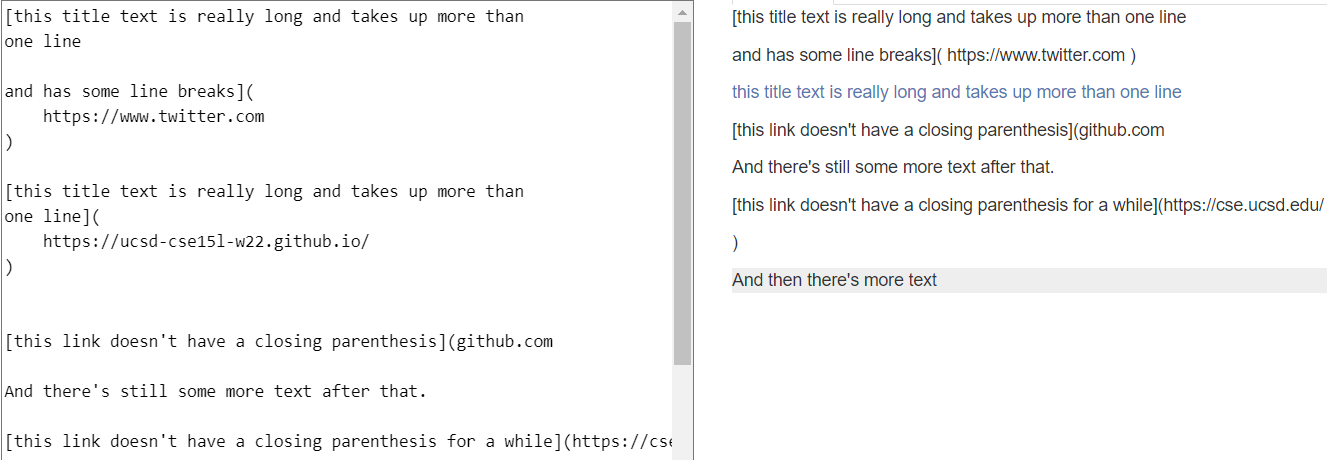 [this title text is really long and takes up more than
one line
and has some line breaks](
https://www.twitter.com
)
[this title text is really long and takes up more than
one line](
https://ucsd-cse15l-w22.github.io/
)
[this link doesn't have a closing parenthesis](github.com
And there's still some more text after that.
[this link doesn't have a closing parenthesis for a while](https://cse
[this title text is really long and takes up more than one line
and has some line breaks]( https://www.twitter.com )
this title text is really long and takes up more than one line
[this link doesn't have a closing parenthesis](github.com
And there's still some more text after that.
[this link doesn't have a closing parenthesis for a while](https://cse.ucsd.edu/
)
And then there's more text